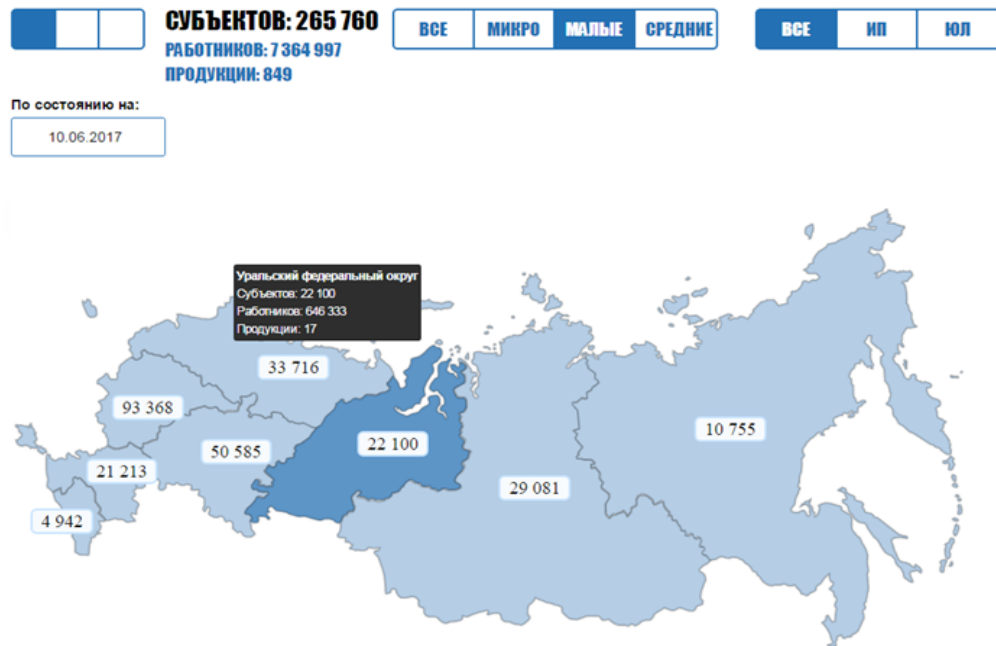 СУБЪЕКТОВ: 265 760
РАБОТНИКОВ: 7 364 997
ПРОДУКЦИИ: 849
ВСЕ
МИКРО
МАЛЫЕ
СРЕДНИЕ
ВСЕ
ИП
ЮЛ
По состоянию на:
10.06.2017
Уральский федеральный округ
Субъектов: 22 100
Работников: 646 333
Продукции: 17
33 716
93 368
50 585
22 100
10 755
21 213
29 081
4 942